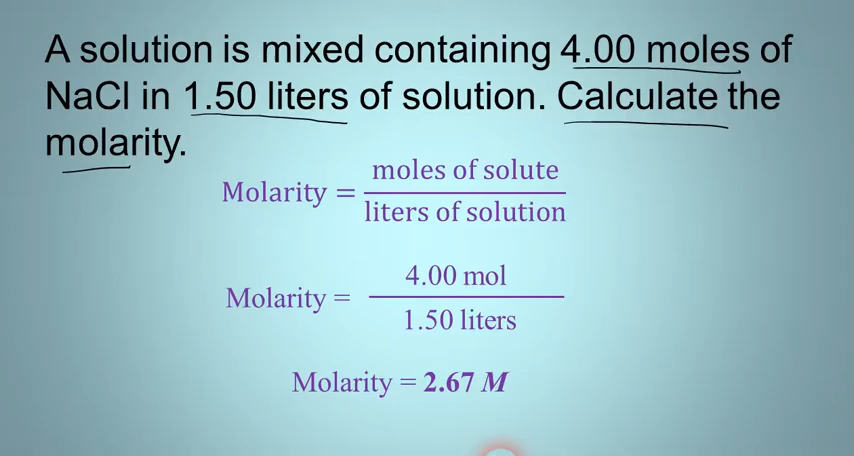 A solution is mixed containing 4.00 moles of
NaCl in 1.50 liters of solution. Calculate the
molarity.
Molarity = moles of solute / liters of solution
Molarity = 4.00 mol / 1.50 liters
Molarity = 2.67 M